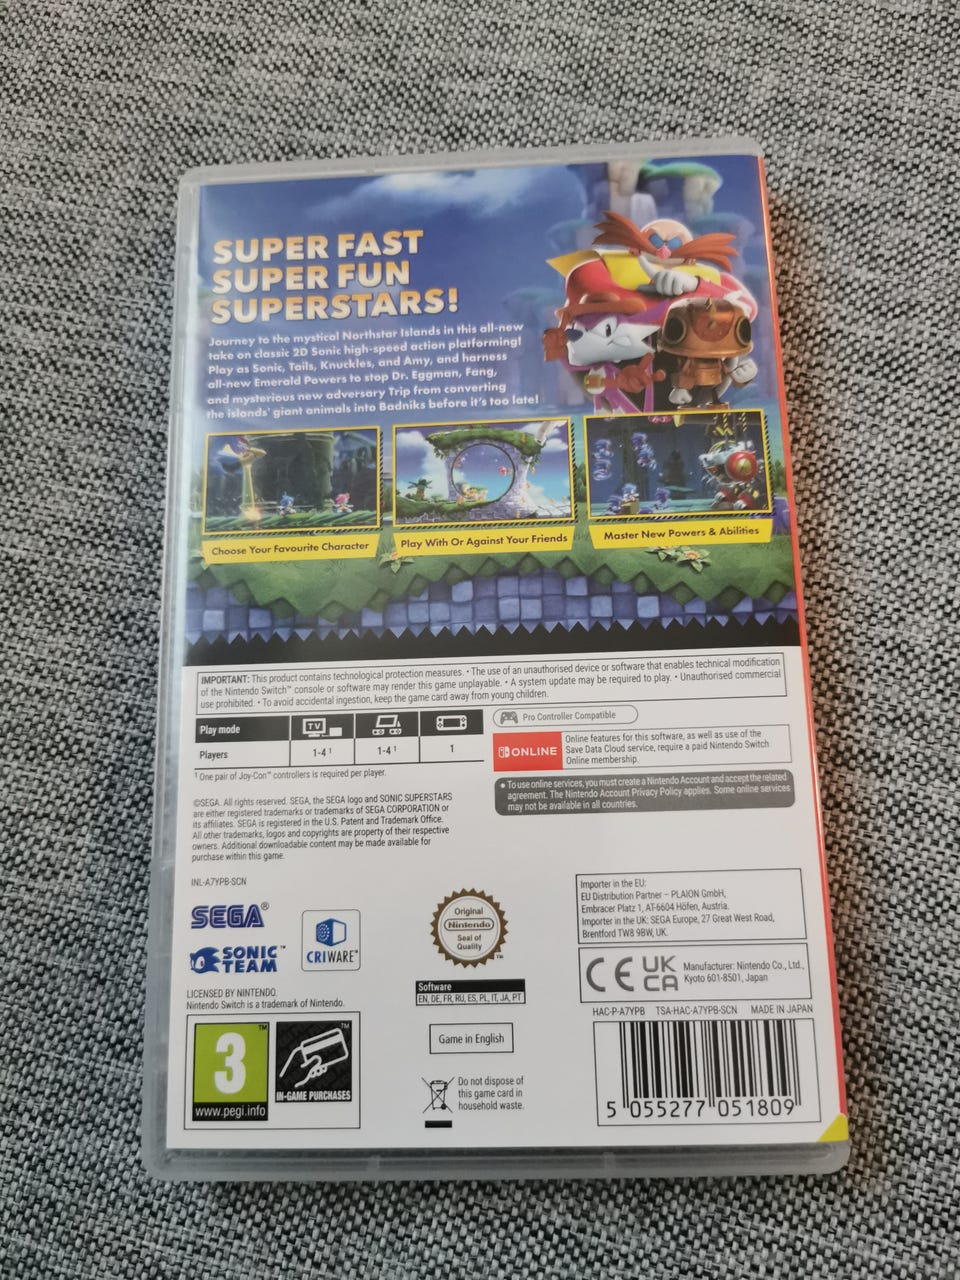 SUPER FAST
SUPER FUN
SUPERSTARS!
Journey to the mystical Northstar Islands in this all-new
take on classic 2D Sonic high-speed action platforming!
Play as Sonic, Tails, Knuckles, and Amy, and harness
all-new Emerald Powers to stop Dr. Eggman, Fang,
and mysterious new adversary Trip from converting
the islands' giant animals into Badniks before it's too late!
Choose Your Favourite Character
Play With Or Against Your Friends
Master New Powers & Abilities
IMPORTANT: This product contains technological protection measures. • The use of an unauthorised device or software that enables technical modification
of the Nintendo Switch™ console or software may render this game unplayable. • A system update may be required to play. • Unauthorised commercial
use prohibited. • To avoid accidental ingestion, keep the game card away from young children.
Play mode TV
Players 1-4 ¹ 1-4 ¹ 1
¹ One pair of Joy-Con™ controllers is required per player.
Pro Controller Compatible
ONLINE
Online features for this software, as well as use of the
Save Data Cloud service, require a paid Nintendo Switch
Online membership.
• To use online services, you must create a Nintendo Account and accept the related
agreement. The Nintendo Account Privacy Policy applies. Some online services
may not be available in all countries.
©SEGA. All rights reserved. SEGA, the SEGA logo and SONIC SUPERSTARS
are either registered trademarks or trademarks of SEGA CORPORATION or
its affiliates. SEGA is registered in the U.S. Patent and Trademark Office.
All other trademarks, logos and copyrights are property of their respective
owners. Additional downloadable content may be made available for
purchase within this game.
INL-A7YPB-SCN
SEGA®
SONIC
TEAM™
CRIWARE™
Original
Nintendo
Seal of
Quality
™
Importer in the EU:
EU Distribution Partner – PLAION GmbH,
Embracer Platz 1, AT-6604 Höfen, Austria.
Importer in the UK: SEGA Europe, 27 Great West Road,
Brentford TW8 9BW, UK.
CE UK
CA
Manufacturer: Nintendo Co., Ltd.,
Kyoto 601-8501, Japan
LICENSED BY NINTENDO.
Nintendo Switch is a trademark of Nintendo.
Software
EN, DE, FR, RU, ES, PL, IT, JA, PT
HAC-P-A7YPB TSA-HAC-A7YPB-SCN MADE IN JAPAN
3™
www.pegi.info
™
IN-GAME PURCHASES
Game in English
Do not dispose of
this game card in
household waste.
5 055277 051809